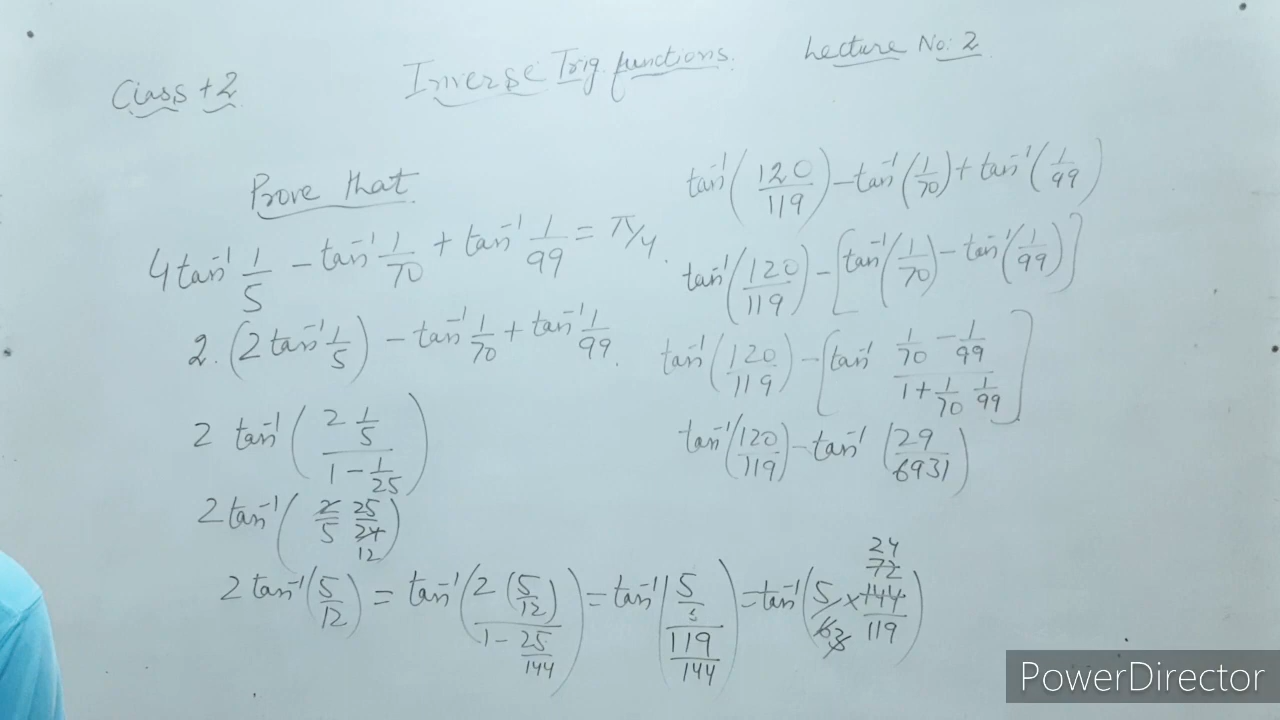 Class +2
Inverse Trig. functions.
Lecture No: 2
Prove that
4 tan⁻¹ 1/5 − tan⁻¹ 1/70 + tan⁻¹ 1/99 = π/4.
2. (2 tan⁻¹ 1/5) − tan⁻¹ 1/70 + tan⁻¹ 1/99.
2 tan⁻¹ ( (2 1/5) / (1 − 1/25) )
2 tan⁻¹ ( 2/5 25/24 12 )
2 tan⁻¹ (5/12) = tan⁻¹ ( 2 (5/12) / (1 − 25/144) ) = tan⁻¹ ( (5/6) / (119/144) ) = tan⁻¹ ( 5/63 × 144/119 72 24 )
tan⁻¹ (120/119) − tan⁻¹ (1/70) + tan⁻¹ (1/99)
tan⁻¹ (120/119) − [ tan⁻¹ (1/70) − tan⁻¹ (1/99) ]
tan⁻¹ (120/119) − [ tan⁻¹ (1/70 − 1/99) / (1 + 1/70 1/99) ]
tan⁻¹ (120/119) − tan⁻¹ (29/6931)
PowerDirector